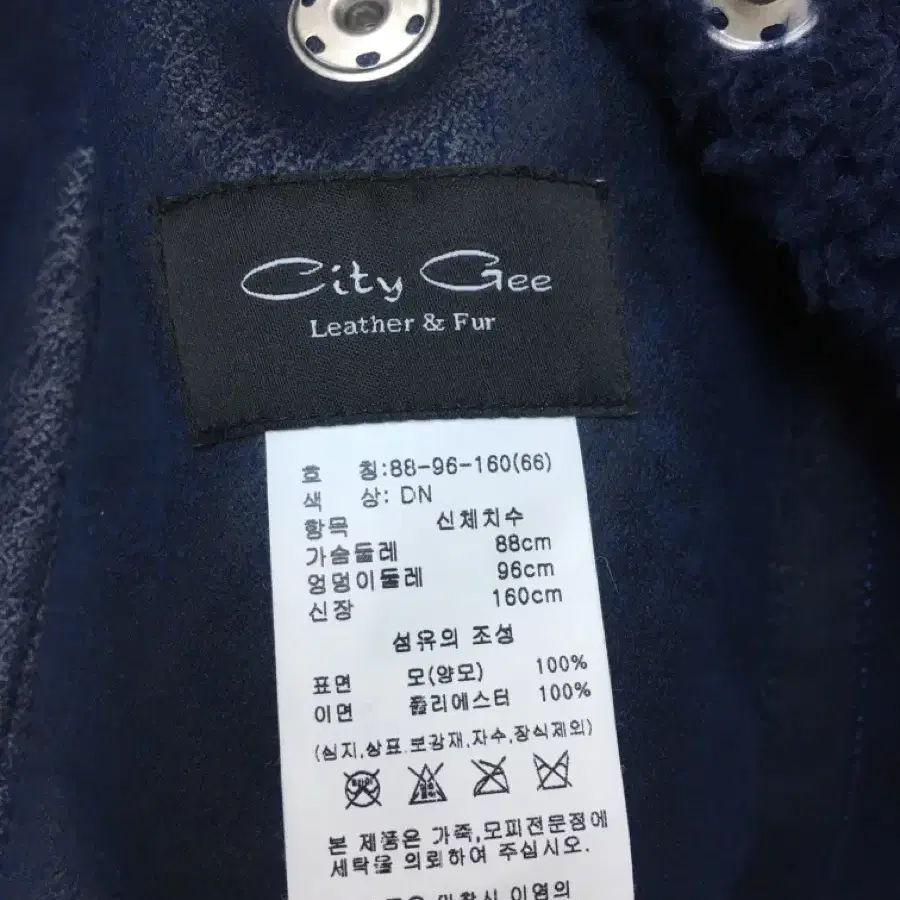 City Gee
Leather & Fur
호 칭:88-96-160(66)
색 상: DN
항목 신체치수
가슴둘레 88cm
엉덩이둘레 96cm
신장 160cm
섬유의 조성
표면 모(양모) 100%
이면 폴리에스터 100%
(심지,상표.보강재,자수,장식제외)
본 제품은 가죽,모피전문점에
세탁을 의뢰하여 주십시오.
이염의